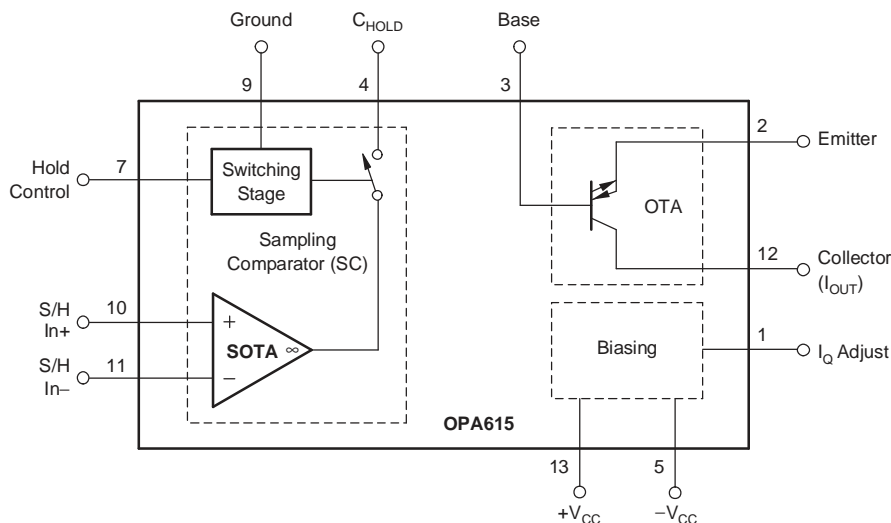 Ground
C_HOLD
Base
9
4
3
Hold
Control
7
Switching
Stage
2
Emitter
OTA
Sampling
Comparator (SC)
12
Collector
(I_OUT)
S/H
In+
10
+
SOTA ∞
S/H
In−
11
−
Biasing
1
I_Q Adjust
OPA615
13
5
+V_CC
−V_CC